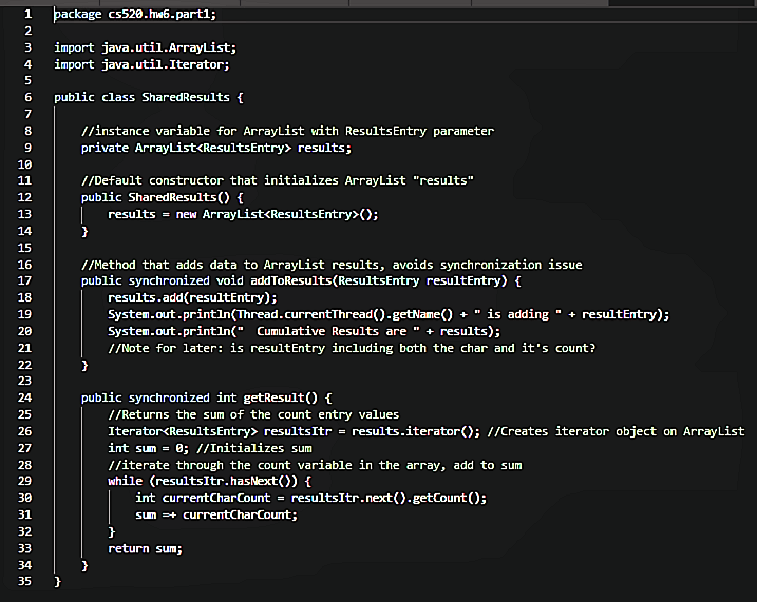 1 package cs520.hw6.part1;
2
3 import java.util.ArrayList;
4 import java.util.Iterator;
5
6 public class SharedResults {
7
8 //instance variable for ArrayList with ResultsEntry parameter
9 private ArrayList<ResultsEntry> results;
10
11 //Default constructor that initializes ArrayList "results"
12 public SharedResults() {
13 results = new ArrayList<ResultsEntry>();
14 }
15
16 //Method that adds data to ArrayList results, avoids synchronization issue
17 public synchronized void addToResults(ResultsEntry resultEntry) {
18 results.add(resultEntry);
19 System.out.println(Thread.currentThread().getName() + " is adding " + resultEntry);
20 System.out.println("  Cumulative Results are " + results);
21 //Note for later: is resultEntry including both the char and it's count?
22 }
23
24 public synchronized int getResult() {
25 //Returns the sum of the count entry values
26 Iterator<ResultsEntry> resultsItr = results.iterator(); //Creates iterator object on ArrayList
27 int sum = 0; //Initializes sum
28 //iterate through the count variable in the array, add to sum
29 while (resultsItr.hasNext()) {
30 int currentCharCount = resultsItr.next().getCount();
31 sum =+ currentCharCount;
32 }
33 return sum;
34 }
35 }